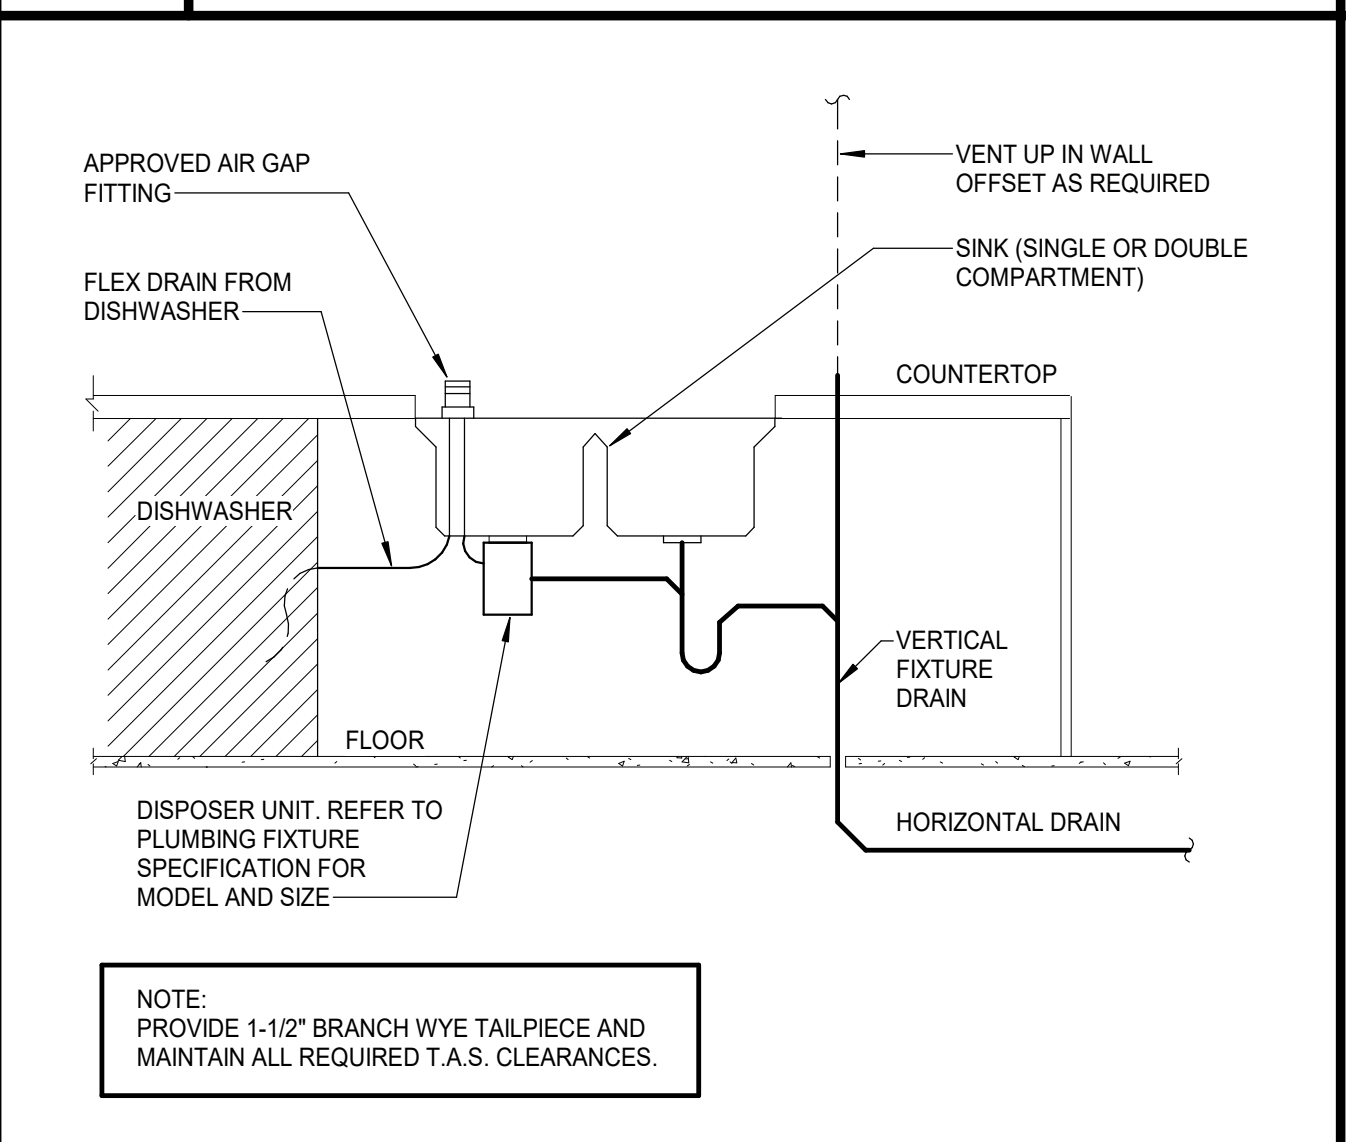 APPROVED AIR GAP
FITTING
VENT UP IN WALL
OFFSET AS REQUIRED
SINK (SINGLE OR DOUBLE
COMPARTMENT)
FLEX DRAIN FROM
DISHWASHER
COUNTERTOP
DISHWASHER
VERTICAL
FIXTURE
DRAIN
FLOOR
DISPOSER UNIT. REFER TO
PLUMBING FIXTURE
SPECIFICATION FOR
MODEL AND SIZE
HORIZONTAL DRAIN
NOTE:
PROVIDE 1-1/2" BRANCH WYE TAILPIECE AND
MAINTAIN ALL REQUIRED T.A.S. CLEARANCES.